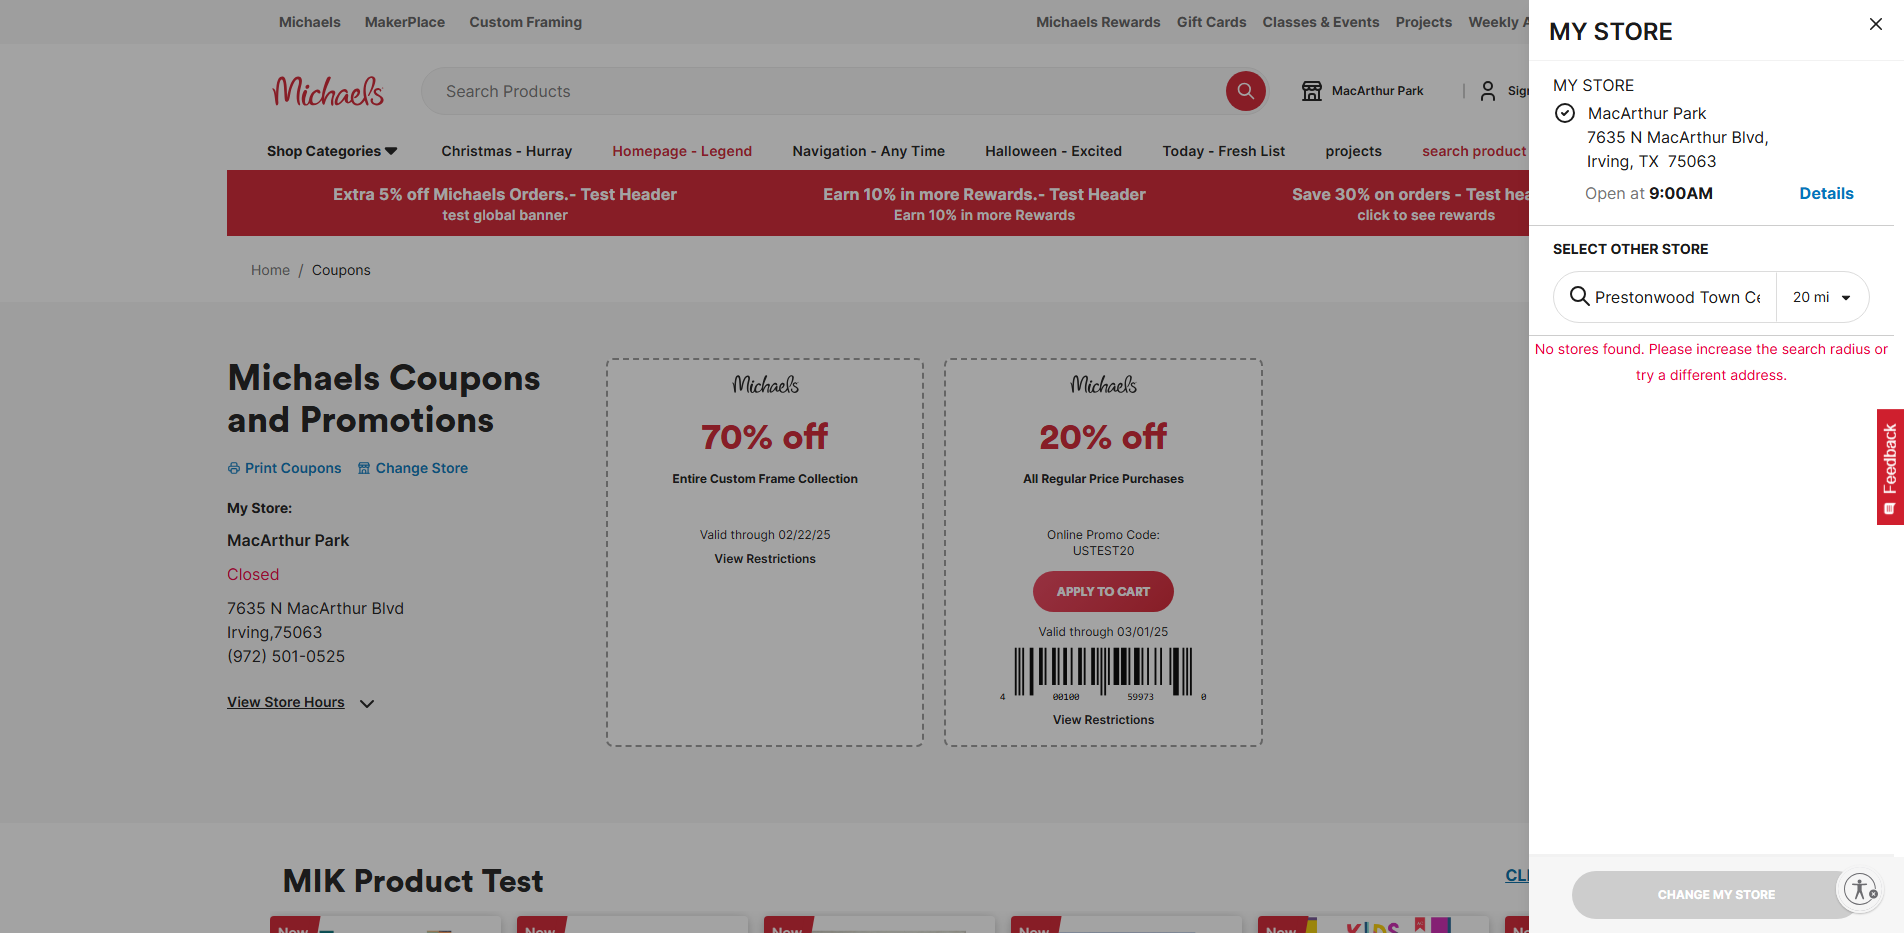 Michaels
MakerPlace
Custom Framing
Michaels Rewards
Gift Cards
Classes & Events
Projects
Weekly
Michaels
Search Products
MacArthur Park
Shop Categories
Christmas - Hurray
Homepage - Legend
Navigation - Any Time
Halloween - Excited
Today - Fresh List
projects
search product
Extra 5% off Michaels Orders.- Test Header
test global banner
Earn 10% in more Rewards.- Test Header
Earn 10% in more Rewards
Save 30% on orders - Test
click to see rewards
Home / Coupons
Michaels Coupons
and Promotions
Print Coupons
Change Store
My Store:
MacArthur Park
Closed
7635 N MacArthur Blvd
Irving,75063
(972) 501-0525
View Store Hours
Michaels
70% off
Entire Custom Frame Collection
Valid through 02/22/25
View Restrictions
Michaels
20% off
All Regular Price Purchases
Online Promo Code:
USTEST20
APPLY TO CART
Valid through 03/01/25
4 00100 59973 0
View Restrictions
MIK Product Test
New
New
New
New
New
KIDS
MY STORE
MY STORE
MacArthur Park
7635 N MacArthur Blvd,
Irving, TX 75063
Open at 9:00AM
Details
SELECT OTHER STORE
Prestonwood Town
20 mi
No stores found. Please increase the search radius or
try a different address.
Feedback
CHANGE MY STORE